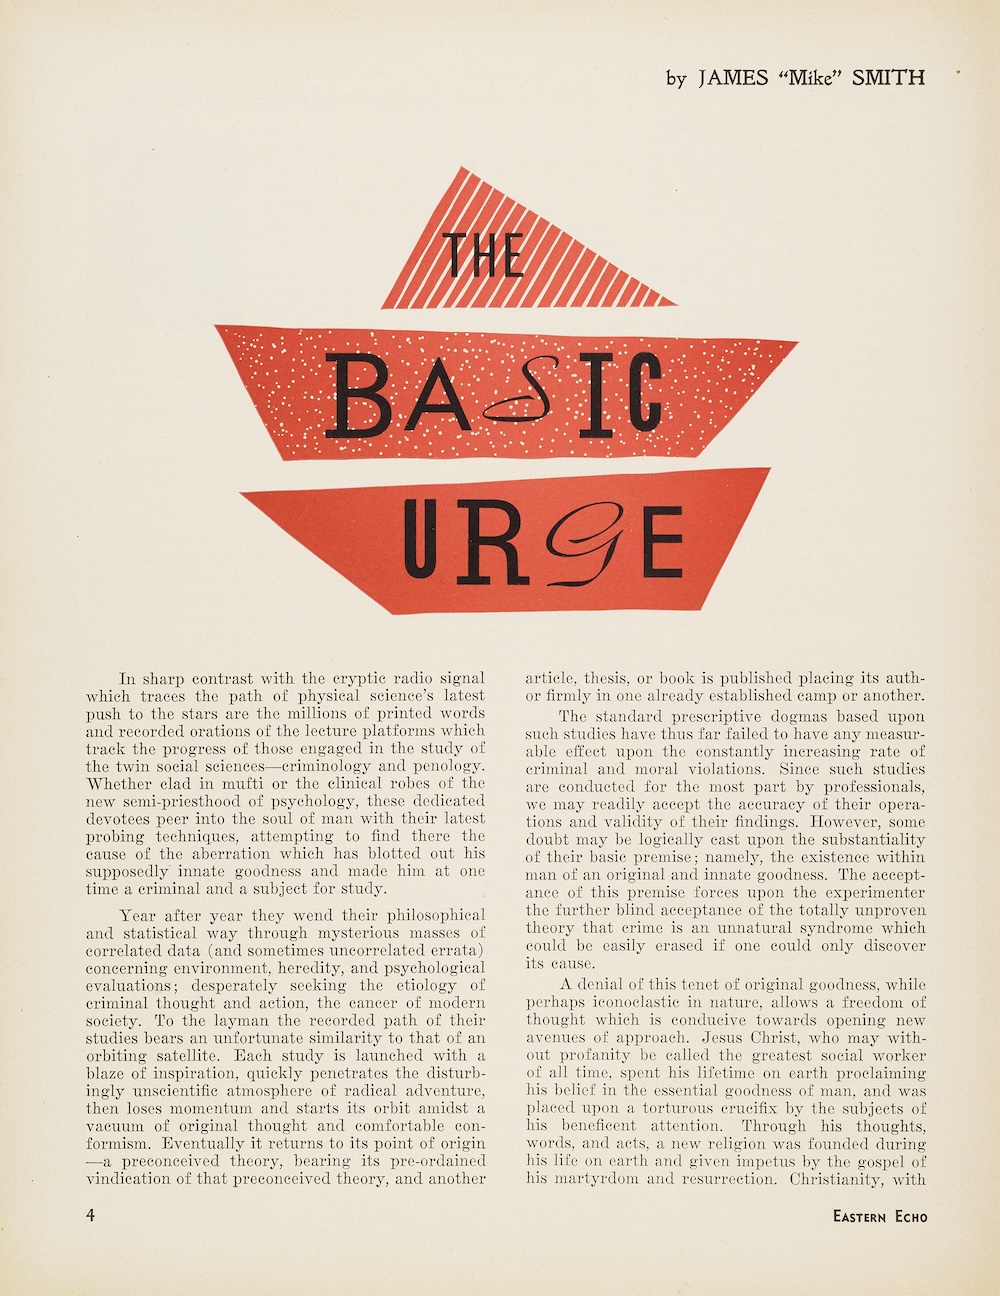 by JAMES “Mike” SMITH
THE
BASIC
URGE
In sharp contrast with the cryptic radio signal
which traces the path of physical science's latest
push to the stars are the millions of printed words
and recorded orations of the lecture platforms which
track the progress of those engaged in the study of
the twin social sciences—criminology and penology.
Whether clad in mufti or the clinical robes of the
new semi-priesthood of psychology, these dedicated
devotees peer into the soul of man with their latest
probing techniques, attempting to find there the
cause of the aberration which has blotted out his
supposedly innate goodness and made him at one
time a criminal and a subject for study.
Year after year they wend their philosophical
and statistical way through mysterious masses of
correlated data (and sometimes uncorrelated errata)
concerning environment, heredity, and psychological
evaluations; desperately seeking the etiology of
criminal thought and action, the cancer of modern
society. To the layman the recorded path of their
studies bears an unfortunate similarity to that of an
orbiting satellite. Each study is launched with a
blaze of inspiration, quickly penetrates the disturb-
ingly unscientific atmosphere of radical adventure,
then loses momentum and starts its orbit amidst a
vacuum of original thought and comfortable con-
formism. Eventually it returns to its point of origin
—a preconceived theory, bearing its pre-ordained
vindication of that preconceived theory, and another
article, thesis, or book is published placing its auth-
or firmly in one already established camp or another.
The standard prescriptive dogmas based upon
such studies have thus far failed to have any measur-
able effect upon the constantly increasing rate of
criminal and moral violations. Since such studies
are conducted for the most part by professionals,
we may readily accept the accuracy of their opera-
tions and validity of their findings. However, some
doubt may be logically cast upon the substantiality
of their basic premise; namely, the existence within
man of an original and innate goodness. The accept-
ance of this premise forces upon the experimenter
the further blind acceptance of the totally unproven
theory that crime is an unnatural syndrome which
could be easily erased if one could only discover
its cause.
A denial of this tenet of original goodness, while
perhaps iconoclastic in nature, allows a freedom of
thought which is conducive towards opening new
avenues of approach. Jesus Christ, who may with-
out profanity be called the greatest social worker
of all time, spent his lifetime on earth proclaiming
his belief in the essential goodness of man, and was
placed upon a torturous crucifix by the subjects of
his beneficent attention. Through his thoughts,
words, and acts, a new religion was founded during
his life on earth and given impetus by the gospel of
his martyrdom and resurrection. Christianity, with
4
EASTERN ECHO